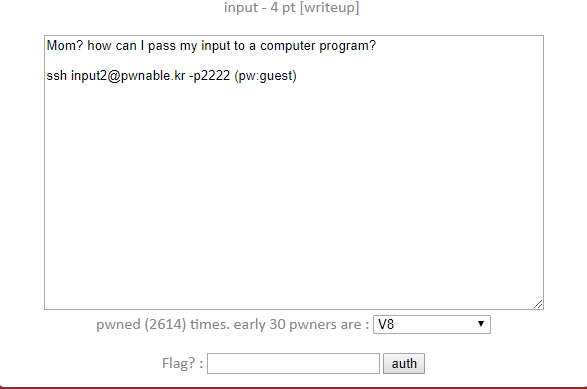 input - 4 pt [writeup]
Mom? how can I pass my input to a computer program?
ssh input2@pwnable.kr -p2222 (pw:guest)
pwned (2614) times. early 30 pwners are : V8
Flag? : auth